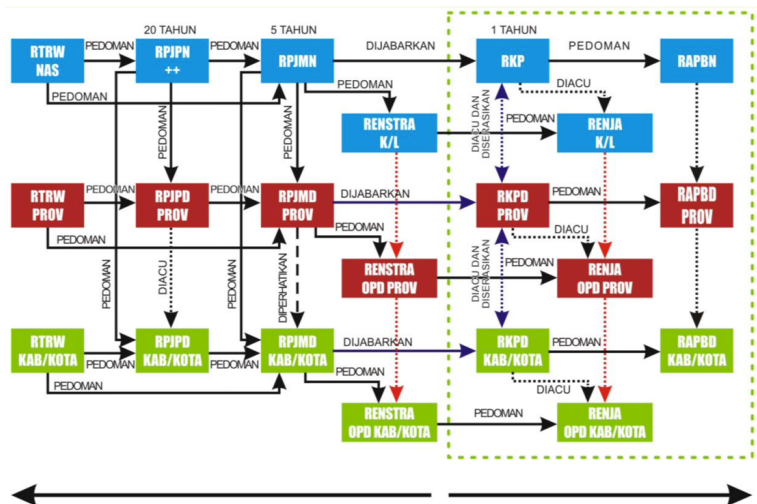 20 TAHUN
5 TAHUN
1 TAHUN
RTRW
NAS
PEDOMAN
RPJPN
++
PEDOMAN
RPJMN
DIJABARKAN
RKP
PEDOMAN
RAPBN
PEDOMAN
PEDOMAN
DIACU
PEDOMAN
PEDOMAN
RENSTRA
K/L
PEDOMAN
DIACU DAN
DISERASIKAN
RENJA
K/L
RTRW
PROV
PEDOMAN
RPJPD
PROV
PEDOMAN
RPJMD
PROV
DIJABARKAN
RKPD
PROV
PEDOMAN
RAPBD
PROV
PEDOMAN
PEDOMAN
DIACU
PEDOMAN
DIACU
PEDOMAN
DIPERHATIKAN
RENSTRA
OPD PROV
PEDOMAN
DIACU DAN
DISERASIKAN
RENJA
OPD PROV
RTRW
KAB/KOTA
PEDOMAN
RPJPD
KAB/KOTA
PEDOMAN
RPJMD
KAB/KOTA
DIJABARKAN
RKPD
KAB/KOTA
PEDOMAN
RAPBD
KAB/KOTA
PEDOMAN
PEDOMAN
DIACU
RENSTRA
OPD KAB/KOTA
PEDOMAN
RENJA
OPD KAB/KOTA